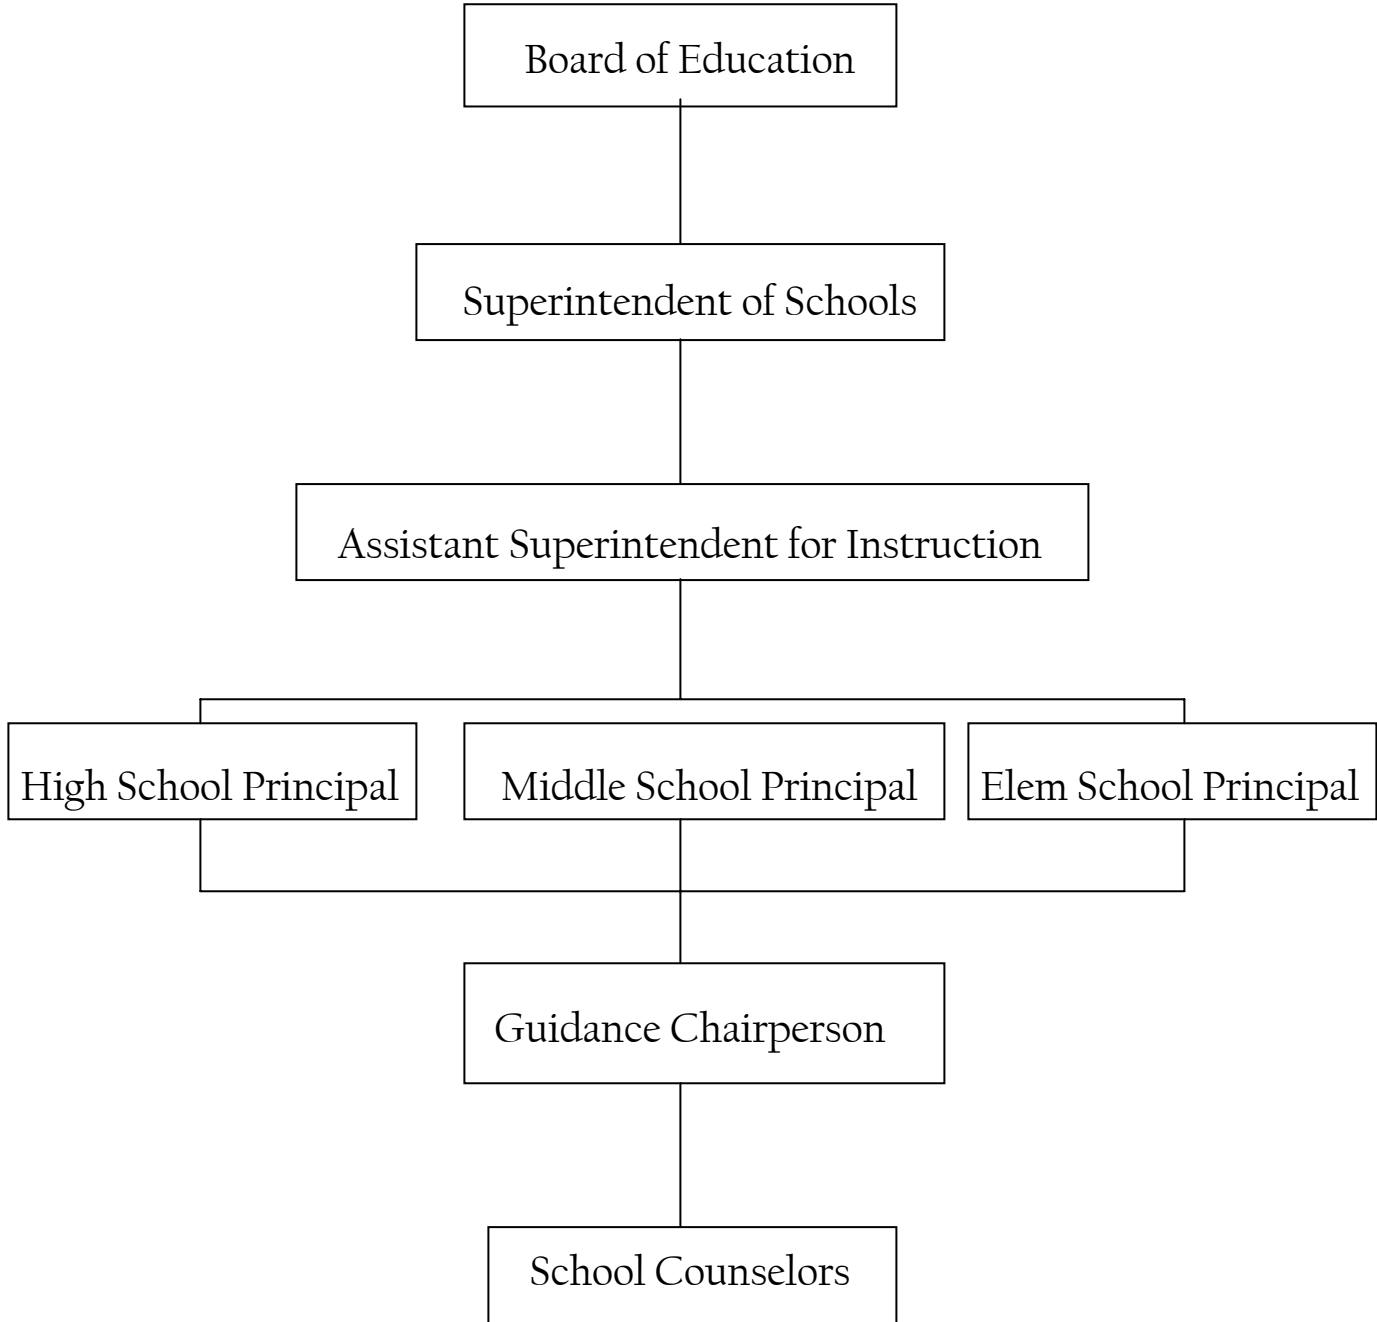 Board of Education
Superintendent of Schools
Assistant Superintendent for Instruction
High School Principal
Middle School Principal
Elem School Principal
Guidance Chairperson
School Counselors